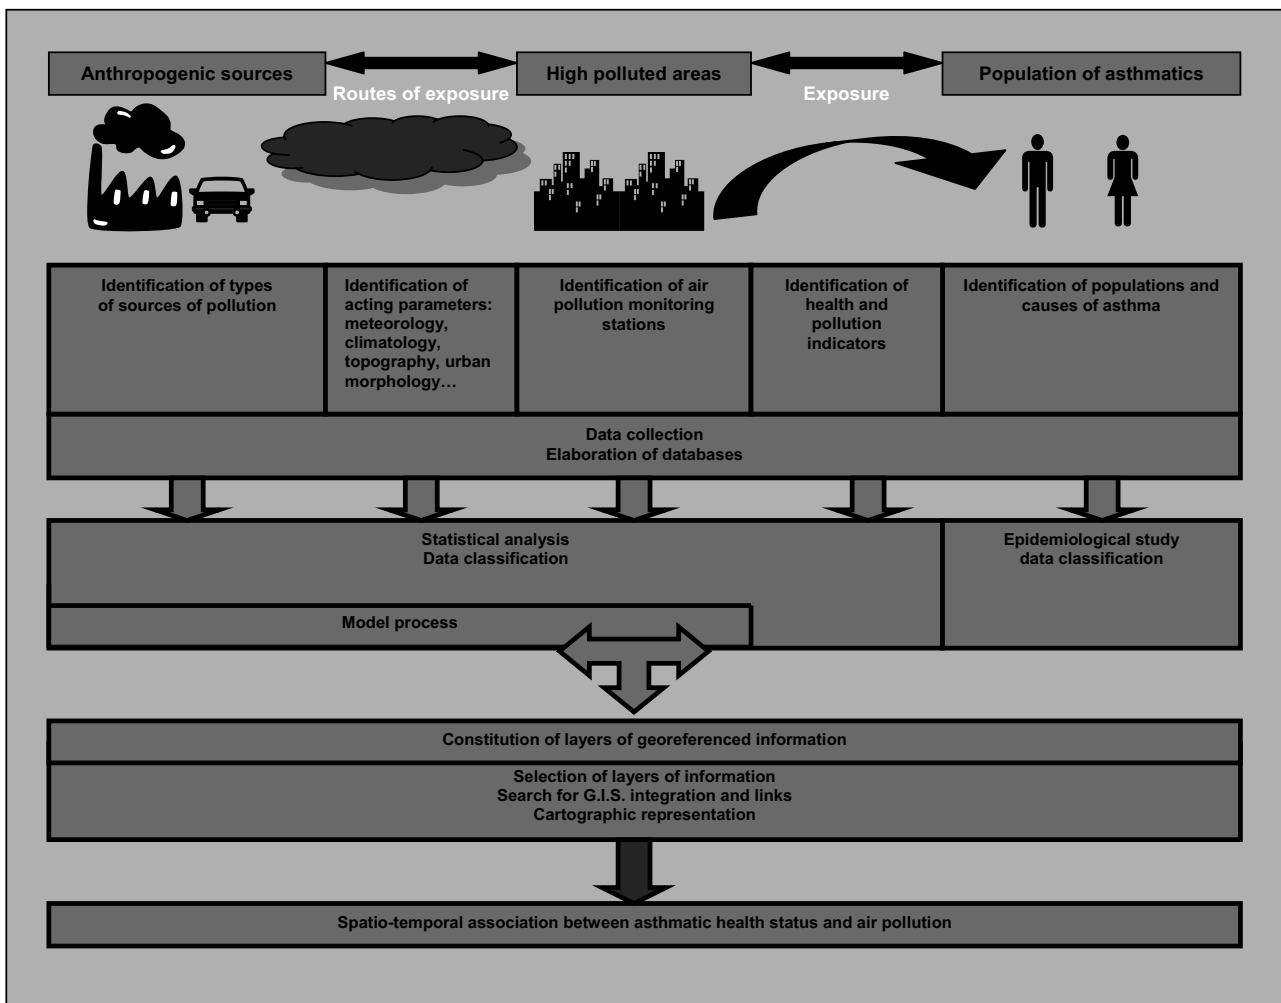 Anthropogenic sources
High polluted areas
Population of asthmatics
Routes of exposure
Exposure
Identification of types
of sources of pollution
Identification of
acting parameters:
meteorology,
climatology,
topography, urban
morphology…
Identification of air
pollution monitoring
stations
Identification of
health and
pollution
indicators
Identification of populations and
causes of asthma
Data collection
Elaboration of databases
Statistical analysis
Data classification
Epidemiological study
data classification
Model process
Constitution of layers of georeferenced information
Selection of layers of information
Search for G.I.S. integration and links
Cartographic representation
Spatio-temporal association between asthmatic health status and air pollution